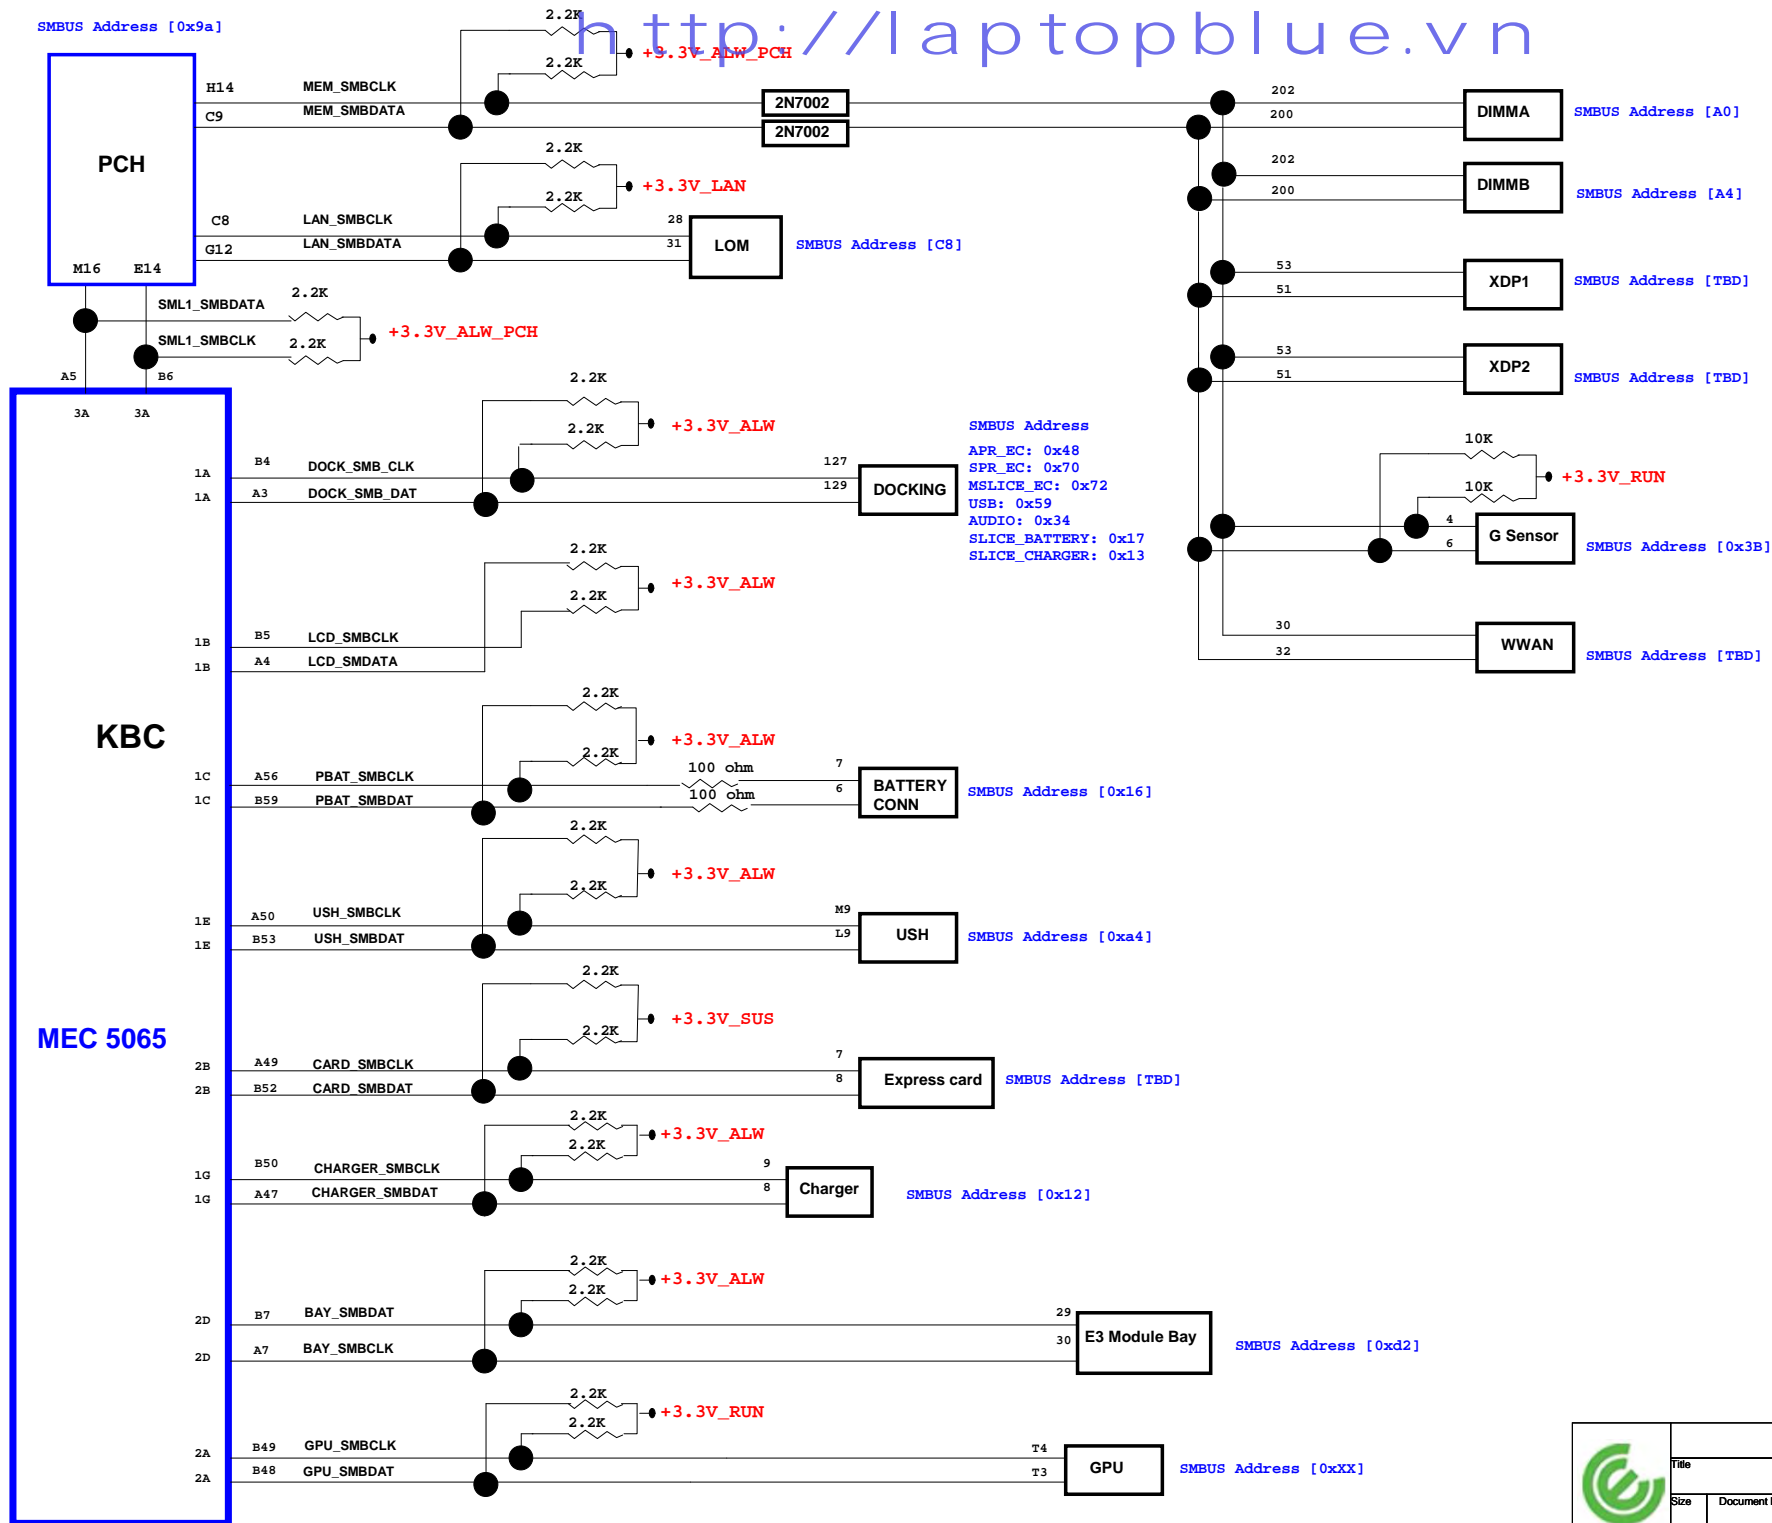 http://laptopblue.vn
SMBUS Address [0x9a]
2.2K
2.2K
+3.3V_ALW_PCH
PCH
H14
MEM_SMBCLK
C9
MEM_SMBDATA
2N7002
2N7002
202
200
DIMMA
SMBUS Address [A0]
2.2K
2.2K
+3.3V_LAN
202
200
DIMMB
SMBUS Address [A4]
C8
LAN_SMBCLK
G12
LAN_SMBDATA
28
31
LOM
SMBUS Address [C8]
M16
E14
53
51
XDP1
SMBUS Address [TBD]
SML1_SMBDATA
2.2K
SML1_SMBCLK
2.2K
+3.3V_ALW_PCH
53
51
XDP2
SMBUS Address [TBD]
A5
B6
3A
3A
2.2K
2.2K
+3.3V_ALW
1A
B4
DOCK_SMB_CLK
1A
A3
DOCK_SMB_DAT
127
129
DOCKING
SMBUS Address
APR_EC: 0x48
SPR_EC: 0x70
MSLICE_EC: 0x72
USB: 0x59
AUDIO: 0x34
SLICE_BATTERY: 0x17
SLICE_CHARGER: 0x13
10K
10K
+3.3V_RUN
4
6
G Sensor
SMBUS Address [0x3B]
2.2K
2.2K
+3.3V_ALW
1B
B5
LCD_SMBCLK
1B
A4
LCD_SMDATA
30
32
WWAN
SMBUS Address [TBD]
KBC
2.2K
2.2K
+3.3V_ALW
1C
A56
PBAT_SMBCLK
1C
B59
PBAT_SMBDAT
100 ohm
100 ohm
7
6
BATTERY
CONN
SMBUS Address [0x16]
2.2K
2.2K
+3.3V_ALW
1E
A50
USH_SMBCLK
1E
B53
USH_SMBDAT
M9
L9
USH
SMBUS Address [0xa4]
MEC 5065
2.2K
2.2K
+3.3V_SUS
2B
A49
CARD_SMBCLK
2B
B52
CARD_SMBDAT
7
8
Express card
SMBUS Address [TBD]
2.2K
2.2K
+3.3V_ALW
1G
B50
CHARGER_SMBCLK
1G
A47
CHARGER_SMBDAT
9
8
Charger
SMBUS Address [0x12]
2.2K
2.2K
+3.3V_ALW
2D
B7
BAY_SMBDAT
2D
A7
BAY_SMBCLK
29
30
E3 Module Bay
SMBUS Address [0xd2]
2.2K
2.2K
+3.3V_RUN
2A
B49
GPU_SMBCLK
2A
B48
GPU_SMBDAT
T4
T3
GPU
SMBUS Address [0xXX]
Title
Size
Document